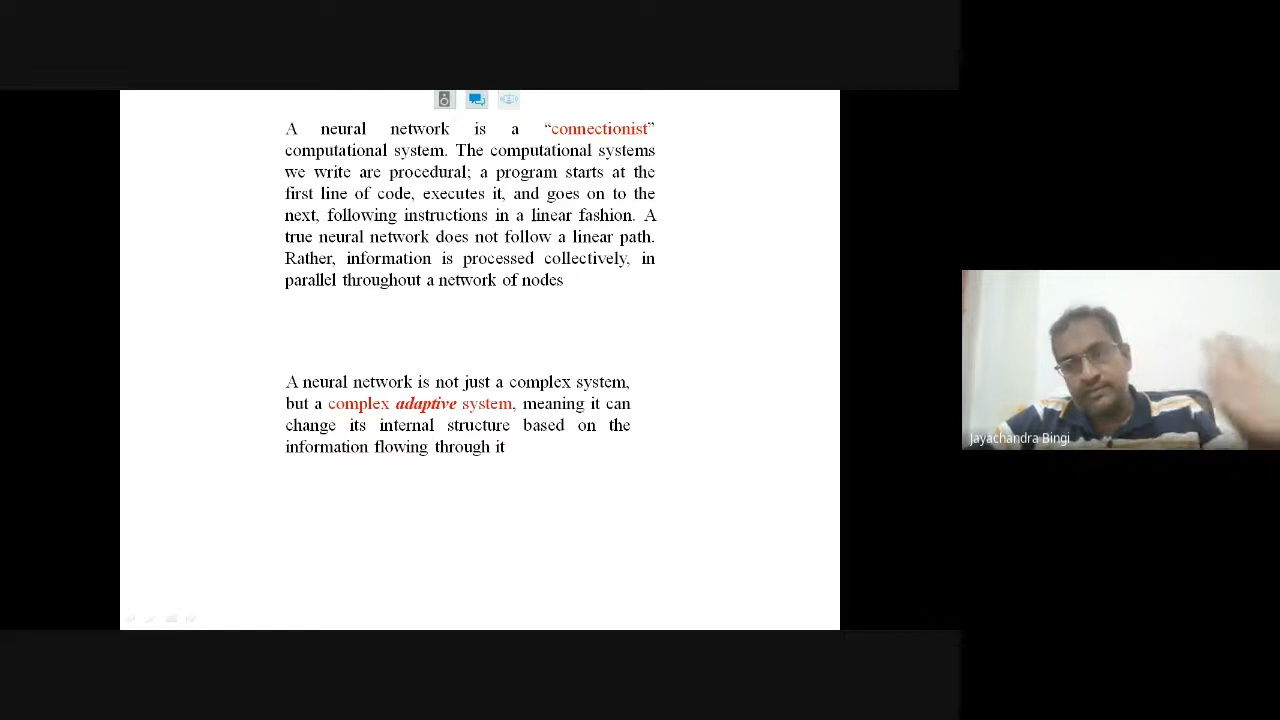 A neural network is a “connectionist”
computational system. The computational systems
we write are procedural; a program starts at the
first line of code, executes it, and goes on to the
next, following instructions in a linear fashion. A
true neural network does not follow a linear path.
Rather, information is processed collectively, in
parallel throughout a network of nodes
A neural network is not just a complex system,
but a complex adaptive system, meaning it can
change its internal structure based on the
information flowing through it
Jayachandra Bingi